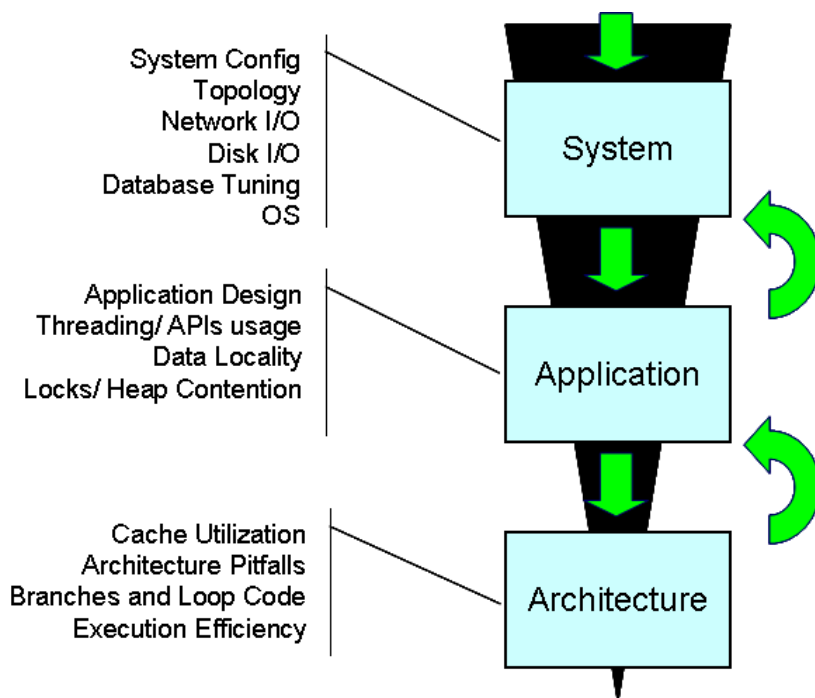 System Config
Topology
Network I/O
Disk I/O
Database Tuning
OS
System
Application Design
Threading/ APIs usage
Data Locality
Locks/ Heap Contention
Application
Cache Utilization
Architecture Pitfalls
Branches and Loop Code
Execution Efficiency
Architecture